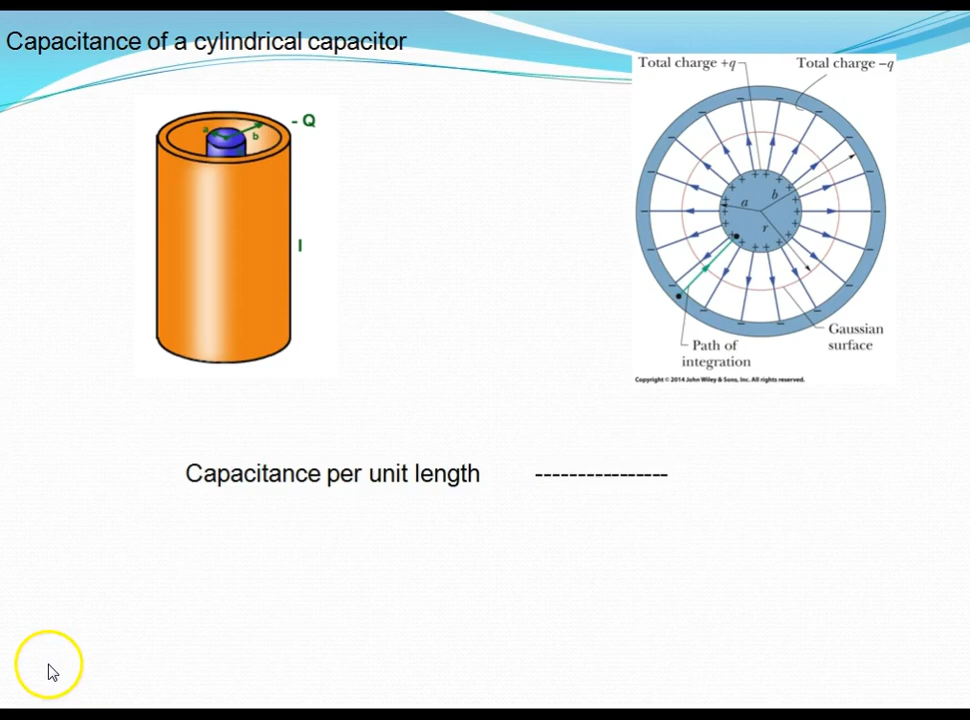 Capacitance of a cylindrical capacitor
a
b
- Q
l
Total charge +q
Total charge −q
a
b
r
Path of
integration
Gaussian
surface
Copyright © 2014 John Wiley & Sons, Inc. All rights reserved.
Capacitance per unit length ----------------